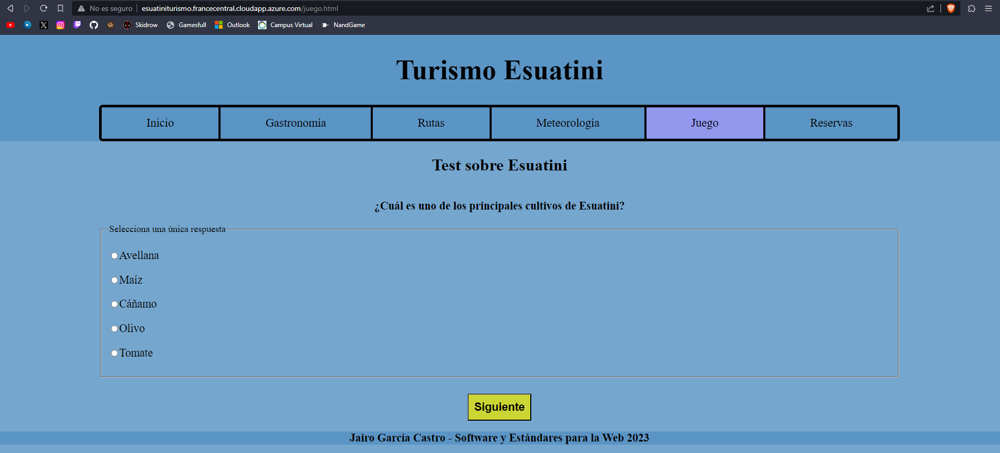 No es seguro esuatiniturismo.francecentral.cloudapp.azure.com/juego.html
Skidrow Gamesfull Outlook Campus Virtual NandGame
Turismo Esuatini
Inicio Gastronomía Rutas Meteorología Juego Reservas
Test sobre Esuatini
¿Cuál es uno de los principales cultivos de Esuatini?
Selecciona una única respuesta
Avellana
Maíz
Cáñamo
Olivo
Tomate
Siguiente
Jairo García Castro - Software y Estándares para la Web 2023